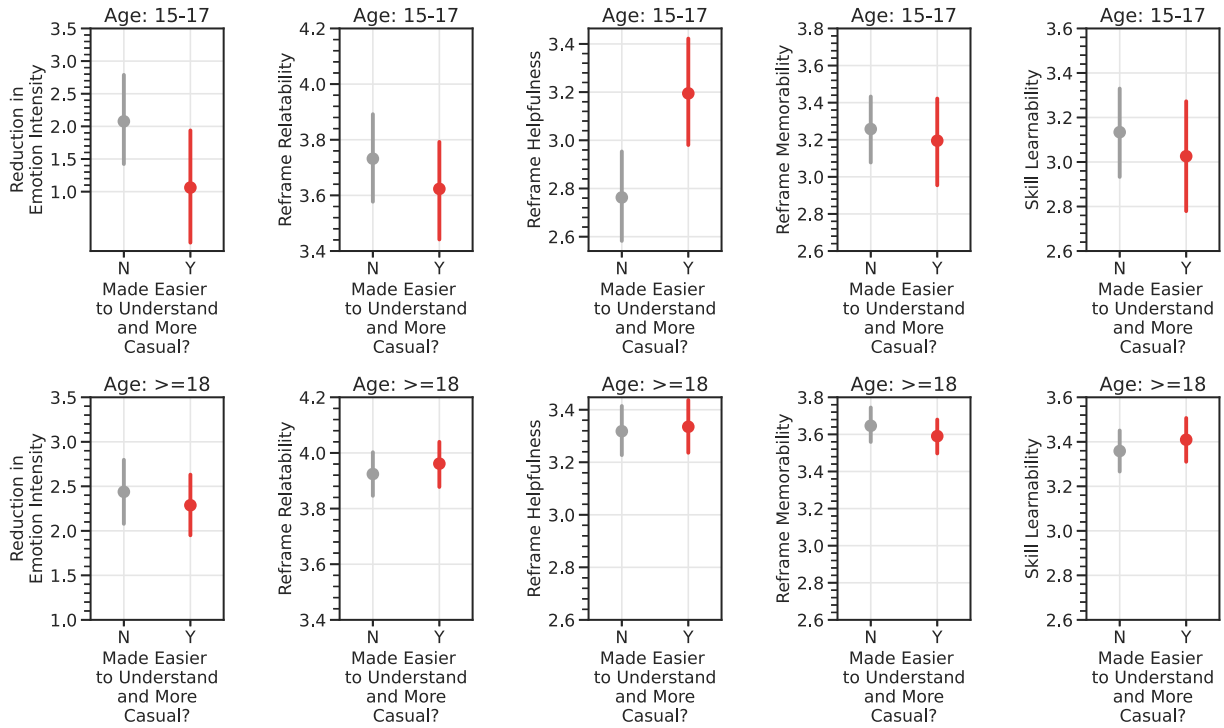 Age: 15-17
Reduction in
Emotion Intensity
3.5
3.0
2.5
2.0
1.5
1.0
N
Y
Made Easier
to Understand
and More
Casual?
Age: 15-17
Reframe Relatability
4.2
4.0
3.8
3.6
3.4
N
Y
Made Easier
to Understand
and More
Casual?
Age: 15-17
Reframe Helpfulness
3.4
3.2
3.0
2.8
2.6
N
Y
Made Easier
to Understand
and More
Casual?
Age: 15-17
Reframe Memorability
3.8
3.6
3.4
3.2
3.0
2.8
2.6
N
Y
Made Easier
to Understand
and More
Casual?
Age: 15-17
Skill Learnability
3.6
3.4
3.2
3.0
2.8
2.6
N
Y
Made Easier
to Understand
and More
Casual?
Age: >=18
Reduction in
Emotion Intensity
3.5
3.0
2.5
2.0
1.5
1.0
N
Y
Made Easier
to Understand
and More
Casual?
Age: >=18
Reframe Relatability
4.2
4.0
3.8
3.6
3.4
N
Y
Made Easier
to Understand
and More
Casual?
Age: >=18
Reframe Helpfulness
3.4
3.2
3.0
2.8
2.6
N
Y
Made Easier
to Understand
and More
Casual?
Age: >=18
Reframe Memorability
3.8
3.6
3.4
3.2
3.0
2.8
2.6
N
Y
Made Easier
to Understand
and More
Casual?
Age: >=18
Skill Learnability
3.6
3.4
3.2
3.0
2.8
2.6
N
Y
Made Easier
to Understand
and More
Casual?